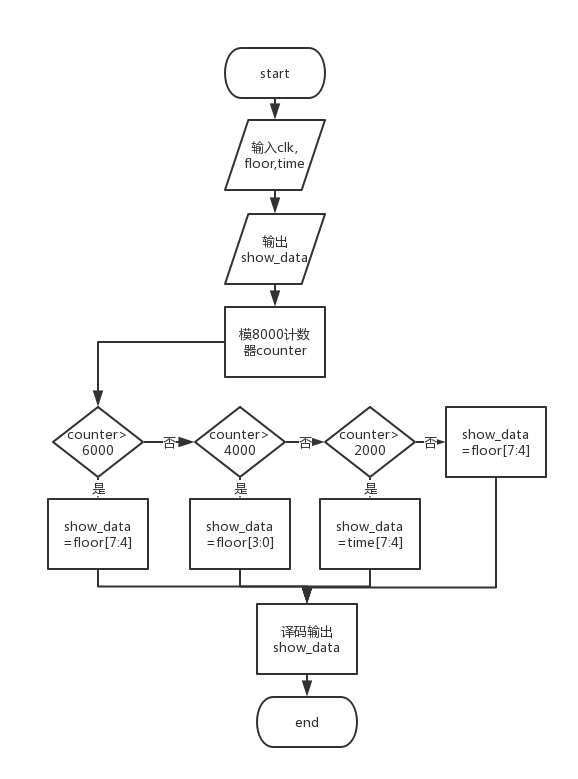 start
输入clk,
floor,time
输出
show_data
模8000计数
器counter
counter>
6000
否
counter>
4000
否
counter>
2000
否
show_data
=floor[7:4]
是
是
是
show_data
=floor[7:4]
show_data
=floor[3:0]
show_data
=time[7:4]
译码输出
show_data
end